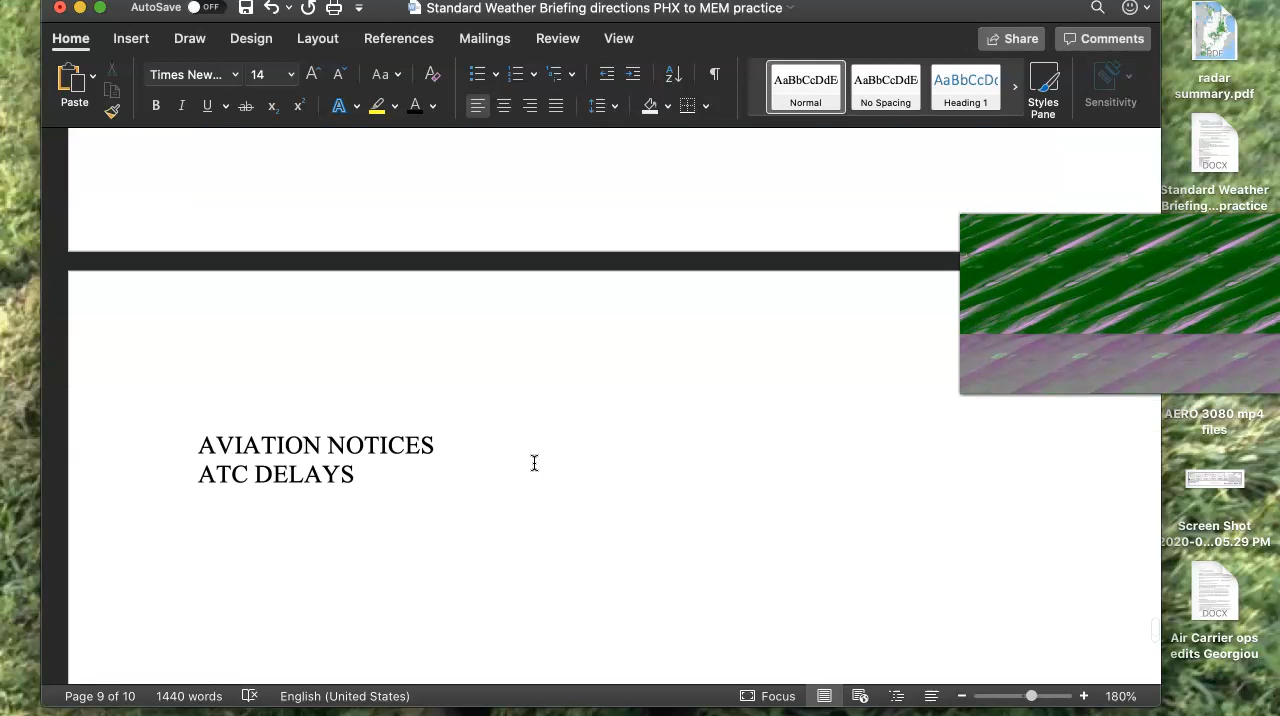 AutoSave OFF
Standard Weather Briefing directions PHX to MEM practice
Home Insert Draw Design Layout References Mailings Review View Share Comments
Paste
Times New... 14
Aa
AaBbCcDdE AaBbCcDdE AaBbCcDc
Normal No Spacing Heading 1
Styles
Pane
Sensitivity
AVIATION NOTICES
ATC DELAYS
Page 9 of 10 1440 words English (United States) Focus 180%
PDF
radar
summary.pdf
DOCX
Standard Weather
Briefing...practice
AERO 3080 mp4
files
Screen Shot
2020-0...05.29 PM
DOCX
Air Carrier ops
edits Georgiou